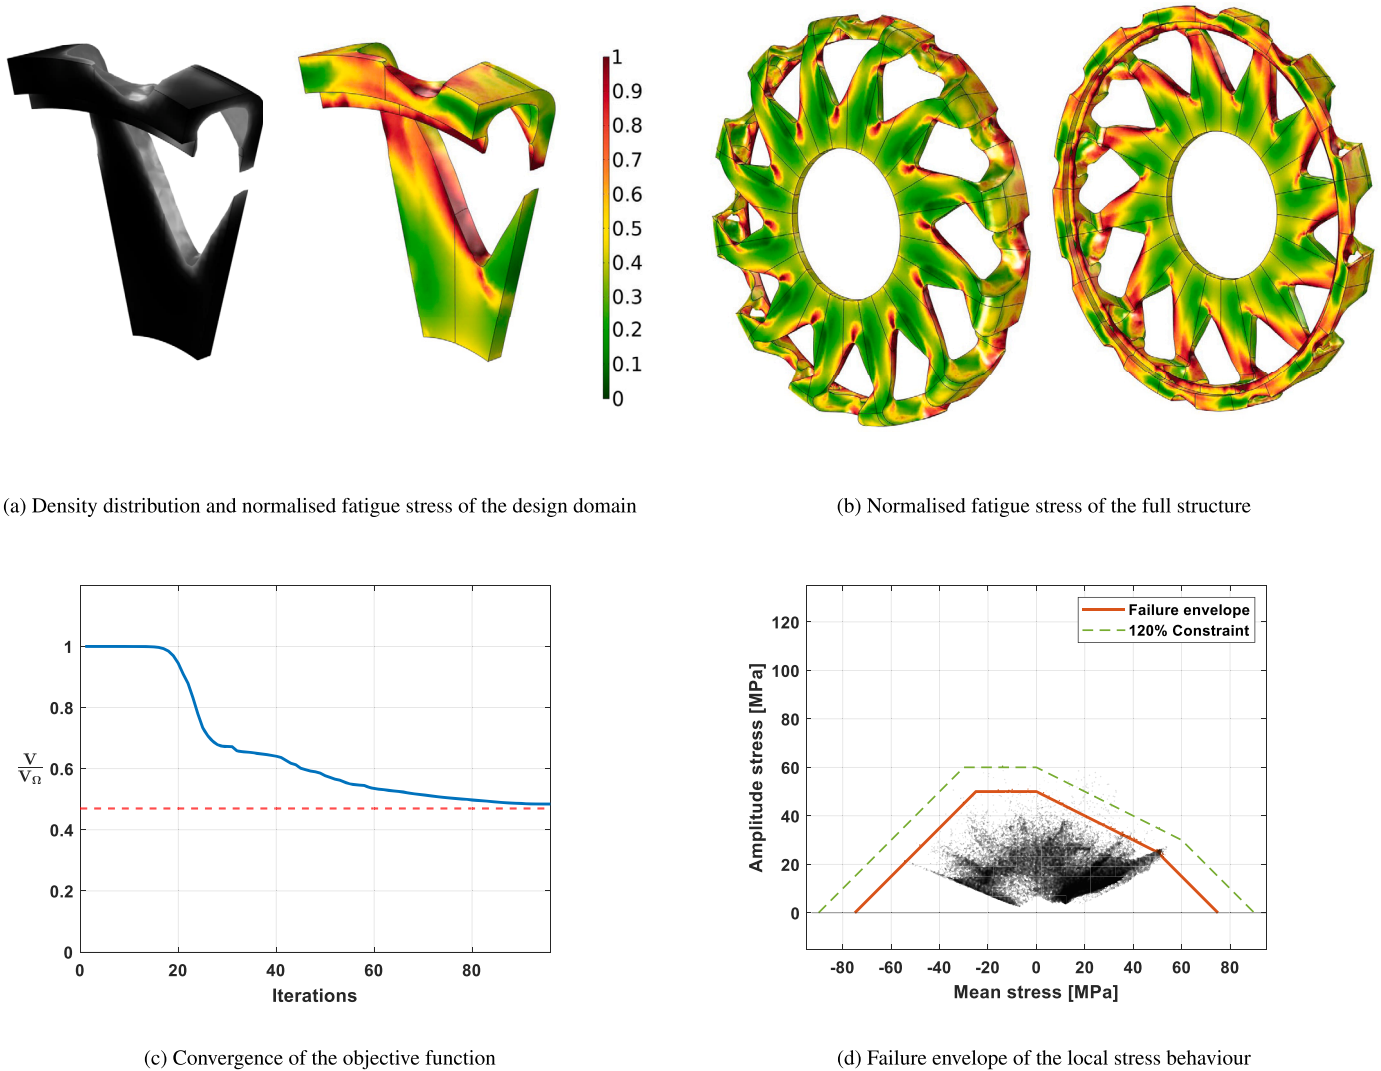 1
0.9
0.8
0.7
0.6
0.5
0.4
0.3
0.2
0.1
0
(a) Density distribution and normalised fatigue stress of the design domain
(b) Normalised fatigue stress of the full structure
1
0.8
0.6
0.4
0.2
0
V
VΩ
0 20 40 60 80
Iterations
(c) Convergence of the objective function
Failure envelope
120% Constraint
120
100
80
60
40
20
0
Amplitude stress [MPa]
-80 -60 -40 -20 0 20 40 60 80
Mean stress [MPa]
(d) Failure envelope of the local stress behaviour